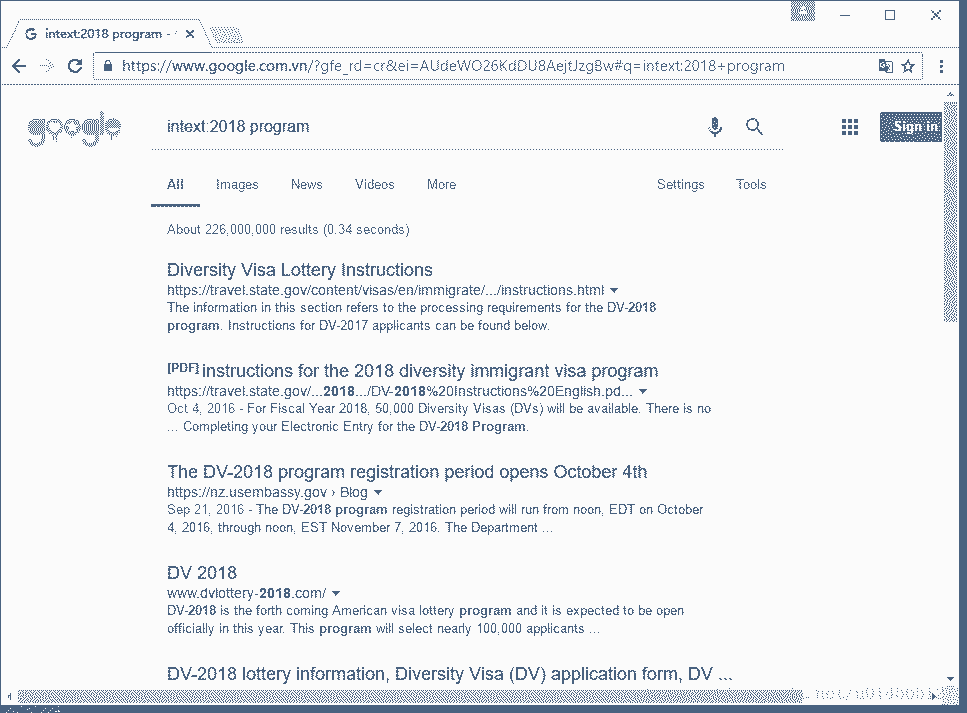 intext:2018 program -
https://www.google.com.vn/?gfe_rd=cr&ei=AUdeWO26KdDU8AejtJzgBw#q=intext:2018+program
google
intext:2018 program
Sign in
All Images News Videos More Settings Tools
About 226,000,000 results (0.34 seconds)
Diversity Visa Lottery Instructions
https://travel.state.gov/content/visas/en/immigrate/.../instructions.html
The information in this section refers to the processing requirements for the DV-2018
program. Instructions for DV-2017 applicants can be found below.
[PDF] instructions for the 2018 diversity immigrant visa program
https://travel.state.gov/...2018.../DV-2018%20Instructions%20English.pd...
Oct 4, 2016 - For Fiscal Year 2018, 50,000 Diversity Visas (DVs) will be available. There is no
... Completing your Electronic Entry for the DV-2018 Program.
The DV-2018 program registration period opens October 4th
https://nz.usembassy.gov › Blog
Sep 21, 2016 - The DV-2018 program registration period will run from noon, EDT on October
4, 2016, through noon, EST November 7, 2016. The Department ...
DV 2018
www.dvlottery-2018.com/
DV-2018 is the forth coming American visa lottery program and it is expected to be open
officially in this year. This program will select nearly 100,000 applicants ...
DV-2018 lottery information, Diversity Visa (DV) application form, DV ...